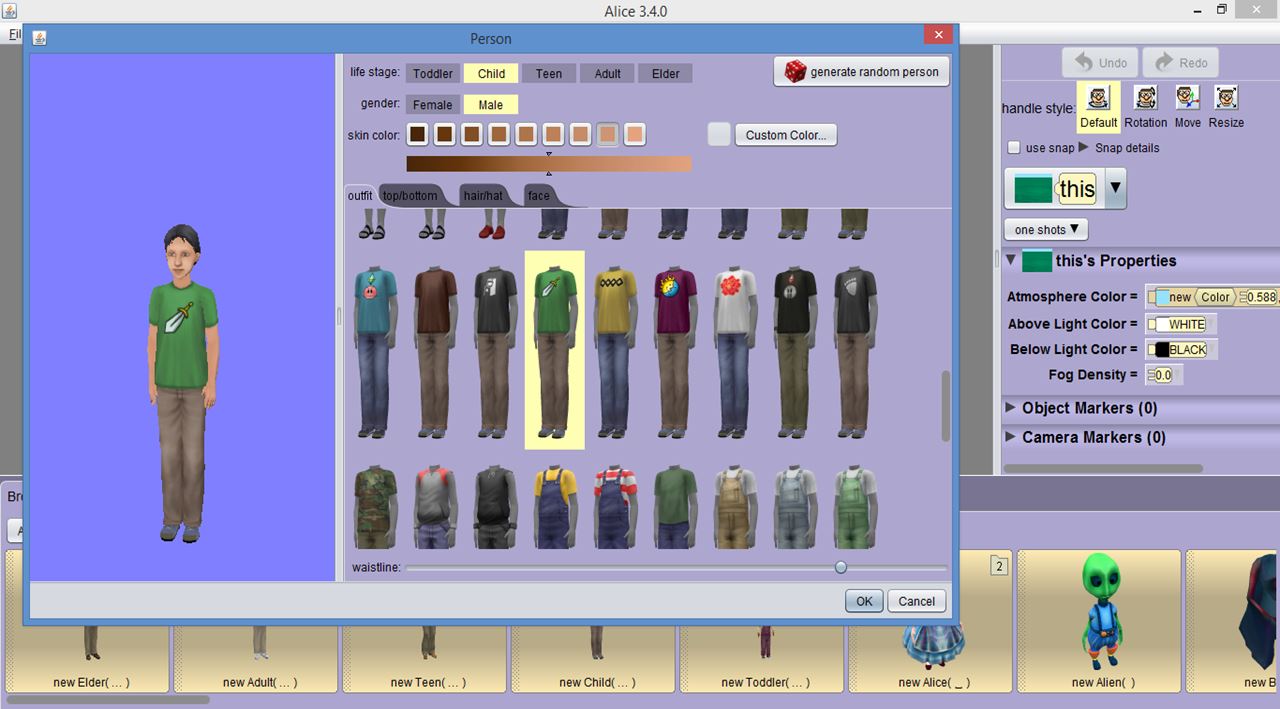 Alice 3.4.0
Fil
Person
life stage: Toddler Child Teen Adult Elder
generate random person
gender: Female Male
skin color: Custom Color...
outfit top/bottom hair/hat face
waistline:
OK Cancel
Undo Redo
handle style: Default Rotation Move Resize
use snap Snap details
this
one shots
this's Properties
Atmosphere Color = new Color 0.588
Above Light Color = WHITE
Below Light Color = BLACK
Fog Density = 0.0
Object Markers (0)
Camera Markers (0)
Bro
A
2
new Elder( ... ) new Adult( ... ) new Teen( ... ) new Child( ... ) new Toddler( ... ) new Alice( _ ) new Alien( ) new B